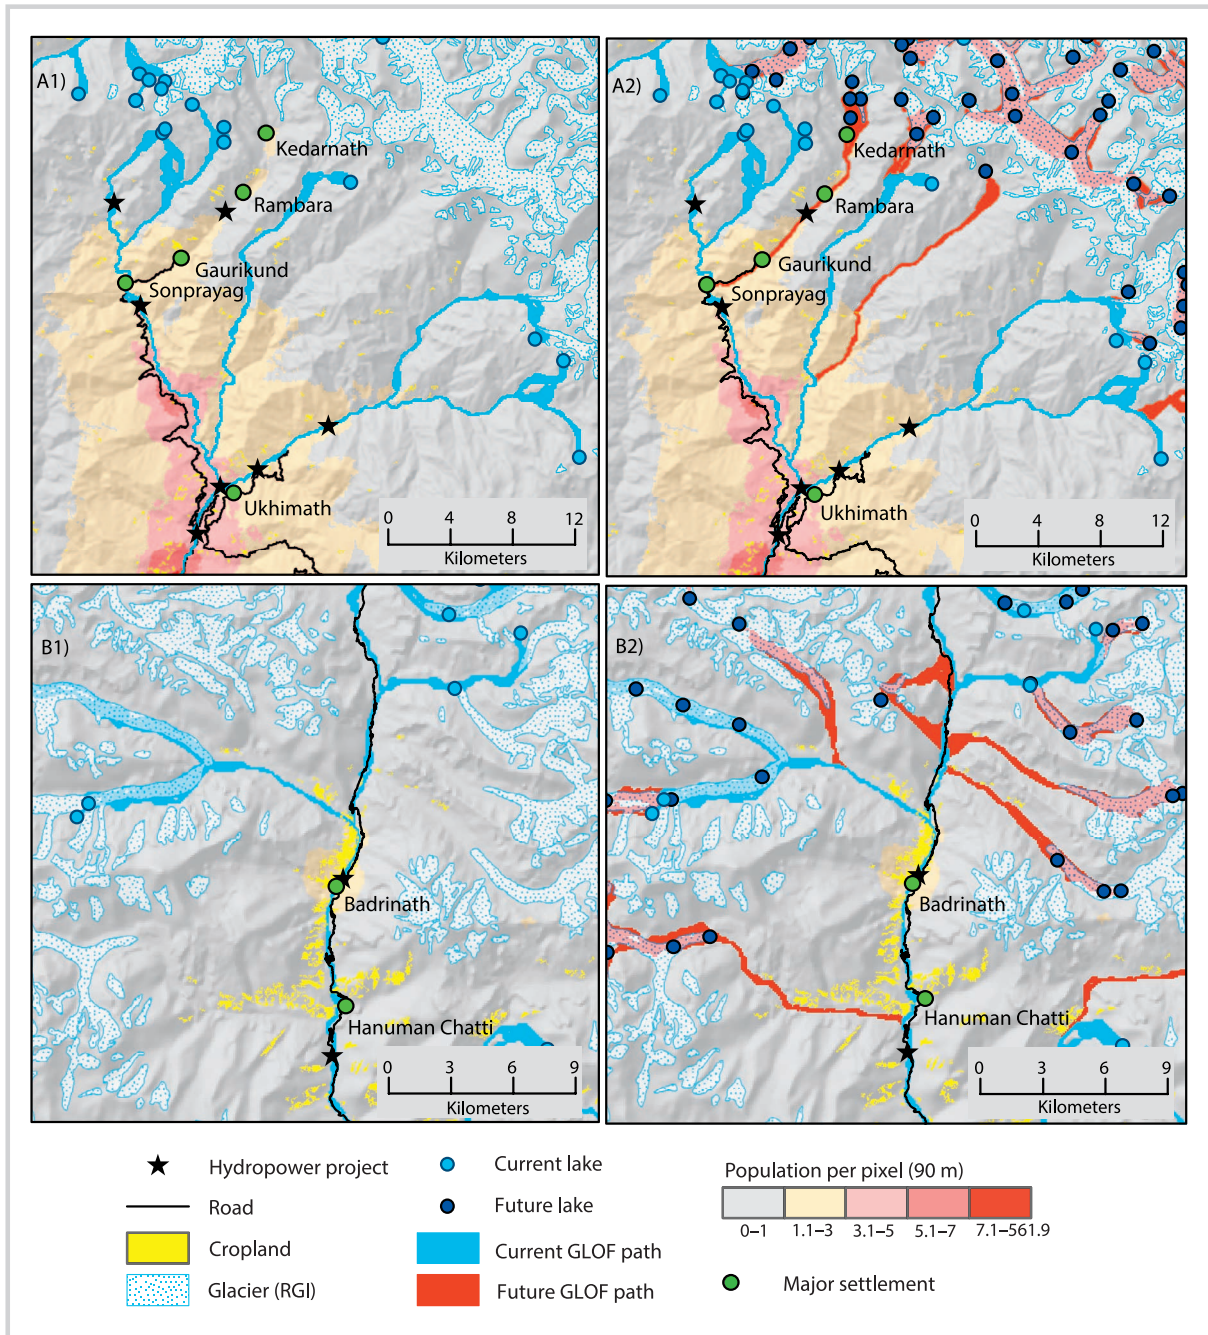 A1)
Kedarnath
Rambara
Gaurikund
Sonprayag
Ukhimath
0 4 8 12
Kilometers
A2)
Kedarnath
Rambara
Gaurikund
Sonprayag
Ukhimath
0 4 8 12
Kilometers
B1)
Badrinath
Hanuman Chatti
0 3 6 9
Kilometers
B2)
Badrinath
Hanuman Chatti
0 3 6 9
Kilometers
Hydropower project
Road
Cropland
Glacier (RGI)
Current lake
Future lake
Current GLOF path
Future GLOF path
Population per pixel (90 m)
0–1 1.1–3 3.1–5 5.1–7 7.1–561.9
Major settlement